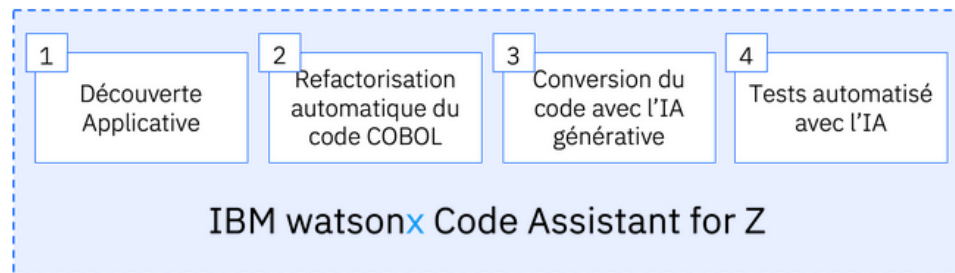 1
Découverte
Applicative
2
Refactorisation
automatique du
code COBOL
3
Conversion du
code avec l'IA
générative
4
Tests automatisé
avec l'IA
IBM watsonx Code Assistant for Z